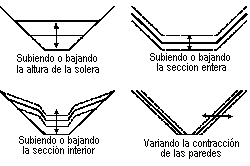 Subiendo o bajando
la altura de la solera
Subiendo o bajando
la seccion entera
Subiendo o bajando
la sección interior
Variando la contracción
de las paredes